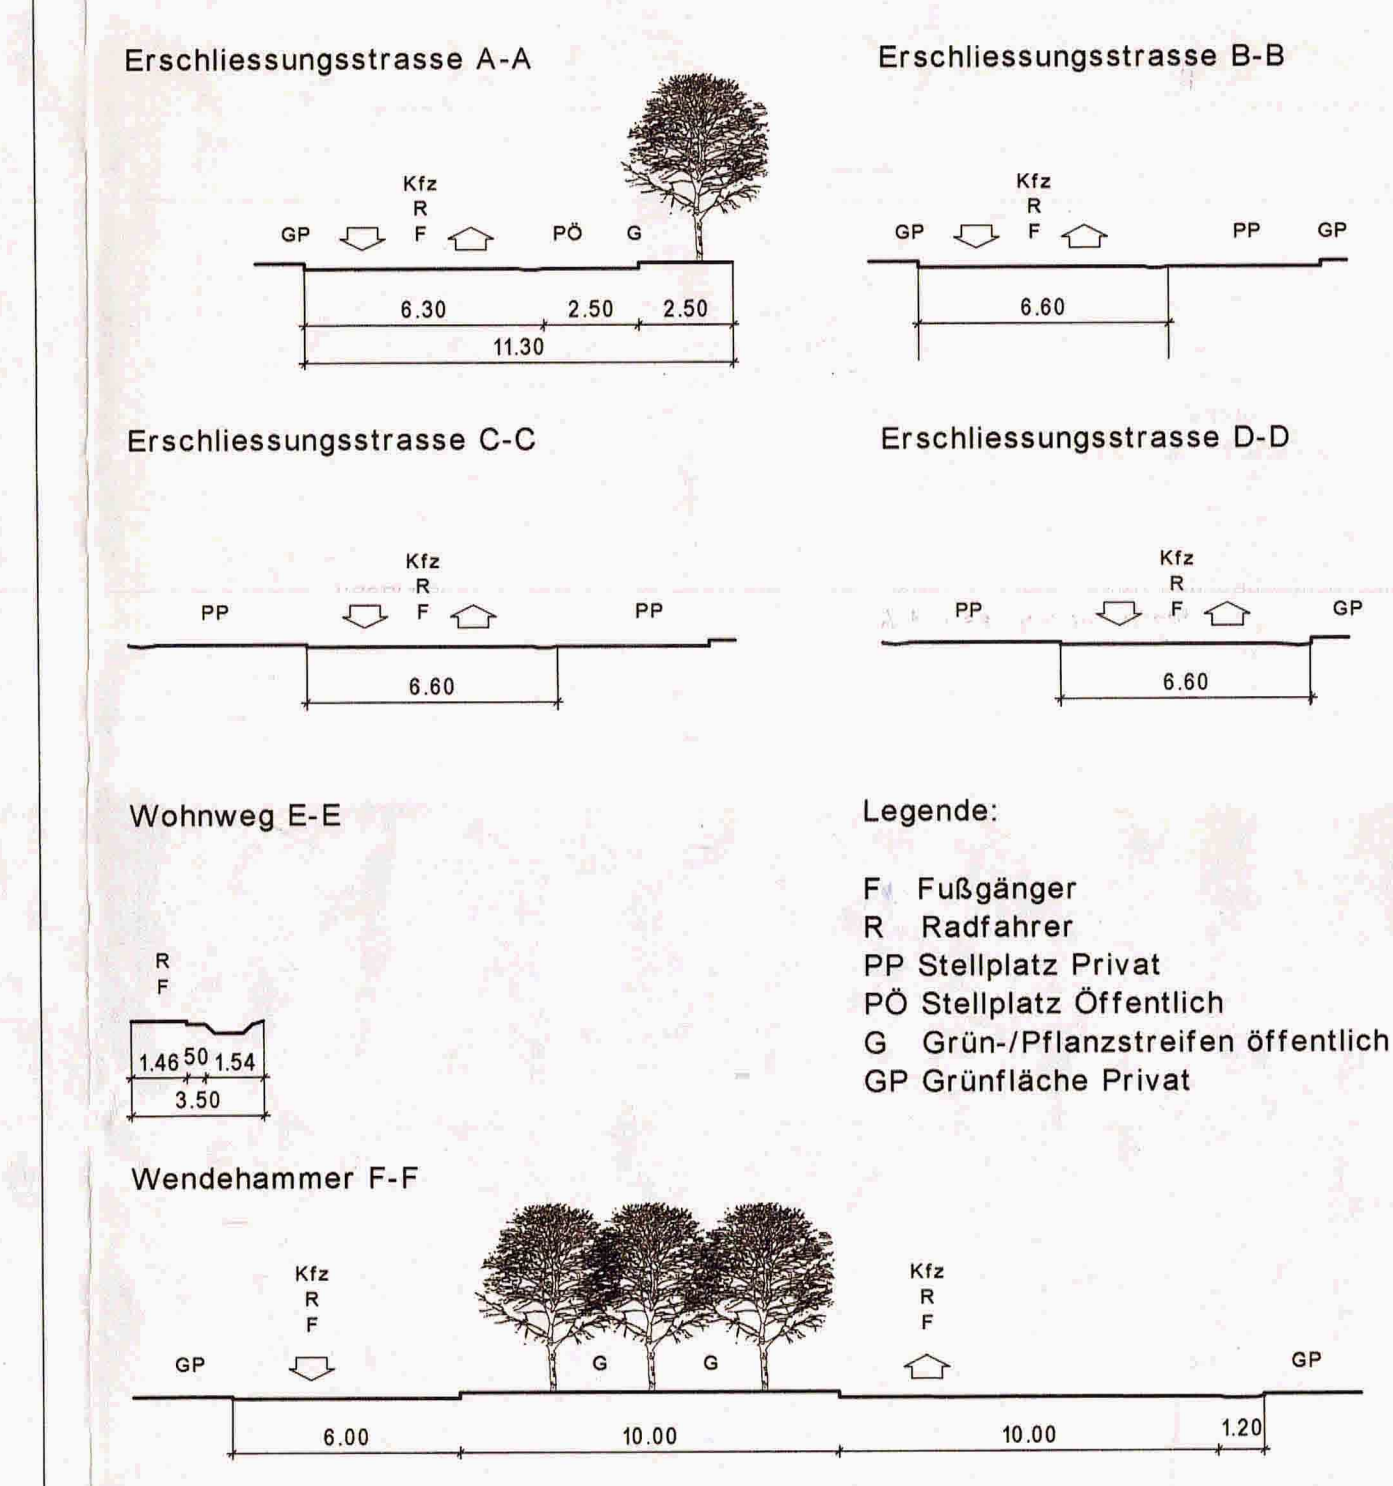 Erschliessungsstrasse A-A
Kfz
R
GP F PÖ G
6.30 2.50 2.50
11.30
Erschliessungsstrasse B-B
Kfz
R
GP F PP GP
6.60
Erschliessungsstrasse C-C
Kfz
R
PP F PP
6.60
Erschliessungsstrasse D-D
Kfz
R
PP F GP
6.60
Wohnweg E-E
R
F
1.46 50 1.54
3.50
Legende:
F Fußgänger
R Radfahrer
PP Stellplatz Privat
PÖ Stellplatz Öffentlich
G Grün-/Pflanzstreifen öffentlich
GP Grünfläche Privat
Wendehammer F-F
Kfz Kfz
R R
F F
GP G G GP
6.00 10.00 10.00 1.20